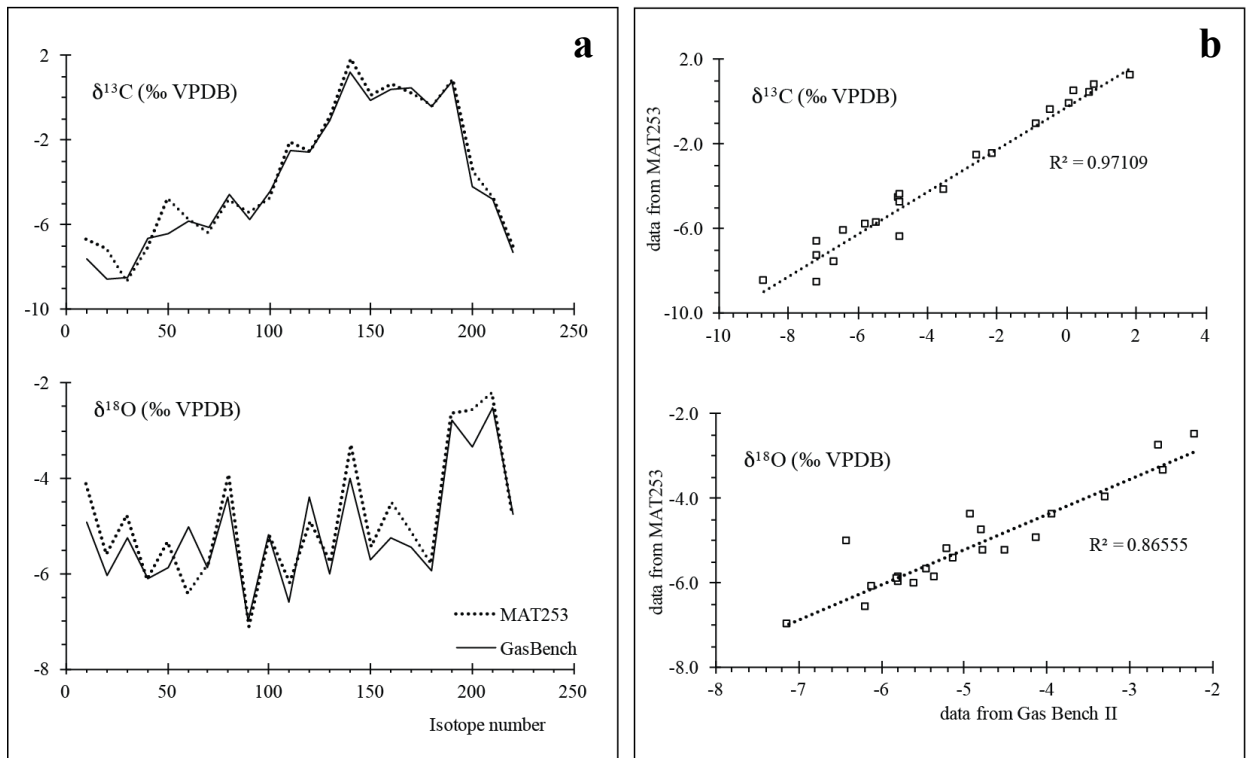 a
2
-2
-6
-10
δ¹³C (‰ VPDB)
0 50 100 150 200 250
-2
-4
-6
-8
δ¹⁸O (‰ VPDB)
MAT253
GasBench
0 50 100 150 200 250
Isotope number
b
2.0
-2.0
-6.0
-10.0
δ¹³C (‰ VPDB)
data from MAT253
R² = 0.97109
-10 -8 -6 -4 -2 0 2 4
-2.0
-4.0
-6.0
-8.0
δ¹⁸O (‰ VPDB)
data from MAT253
R² = 0.86555
-8 -7 -6 -5 -4 -3 -2
data from Gas Bench II